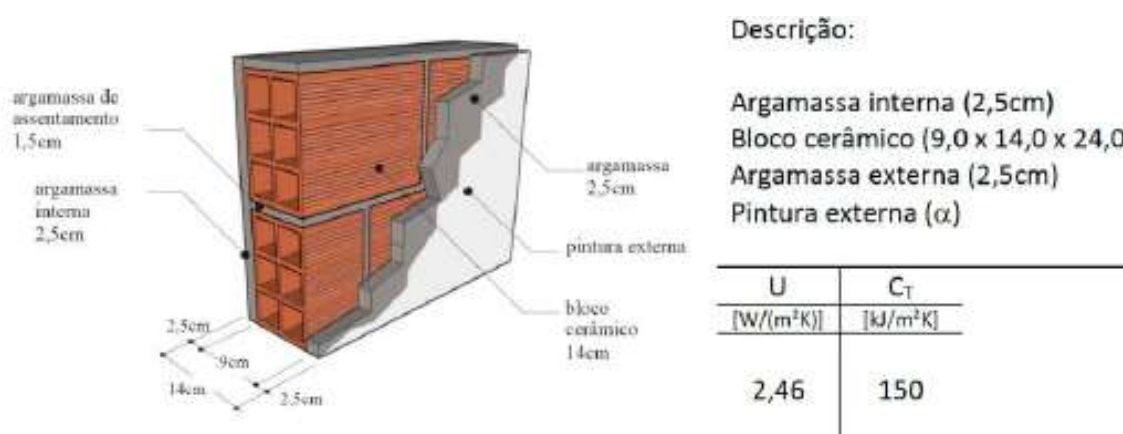 argamassa de
assentamento
1,5cm
argamassa
interna
2,5cm
2,5cm
9cm
14cm
2,5cm
argamassa
2,5cm
pintura externa
bloco
cerâmico
14cm
Descrição:
Argamassa interna (2,5cm)
Bloco cerâmico (9,0 x 14,0 x 24,0
Argamassa externa (2,5cm)
Pintura externa (α)
U C_T
[W/(m²K)] [kJ/m²K]
2,46 150